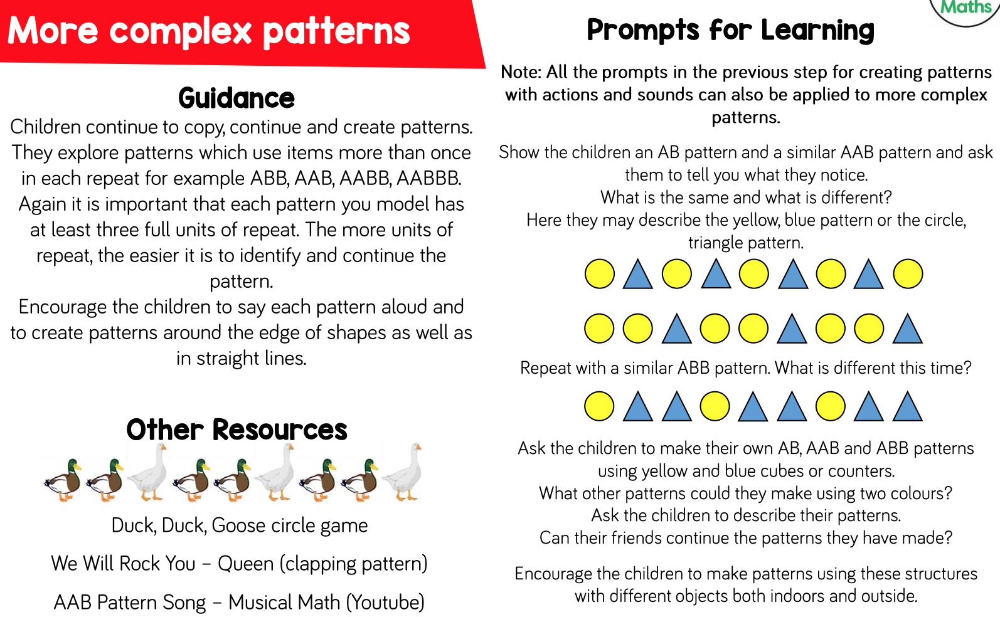 More complex patterns
Guidance
Children continue to copy, continue and create patterns.
They explore patterns which use items more than once
in each repeat for example ABB, AAB, AABB, AABBB.
Again it is important that each pattern you model has
at least three full units of repeat. The more units of
repeat, the easier it is to identify and continue the
pattern.
Encourage the children to say each pattern aloud and
to create patterns around the edge of shapes as well as
in straight lines.
Other Resources
Duck, Duck, Goose circle game
We Will Rock You – Queen (clapping pattern)
AAB Pattern Song – Musical Math (Youtube)
Maths
Prompts for Learning
Note: All the prompts in the previous step for creating patterns
with actions and sounds can also be applied to more complex
patterns.
Show the children an AB pattern and a similar AAB pattern and ask
them to tell you what they notice.
What is the same and what is different?
Here they may describe the yellow, blue pattern or the circle,
triangle pattern.
Repeat with a similar ABB pattern. What is different this time?
Ask the children to make their own AB, AAB and ABB patterns
using yellow and blue cubes or counters.
What other patterns could they make using two colours?
Ask the children to describe their patterns.
Can their friends continue the patterns they have made?
Encourage the children to make patterns using these structures
with different objects both indoors and outside.